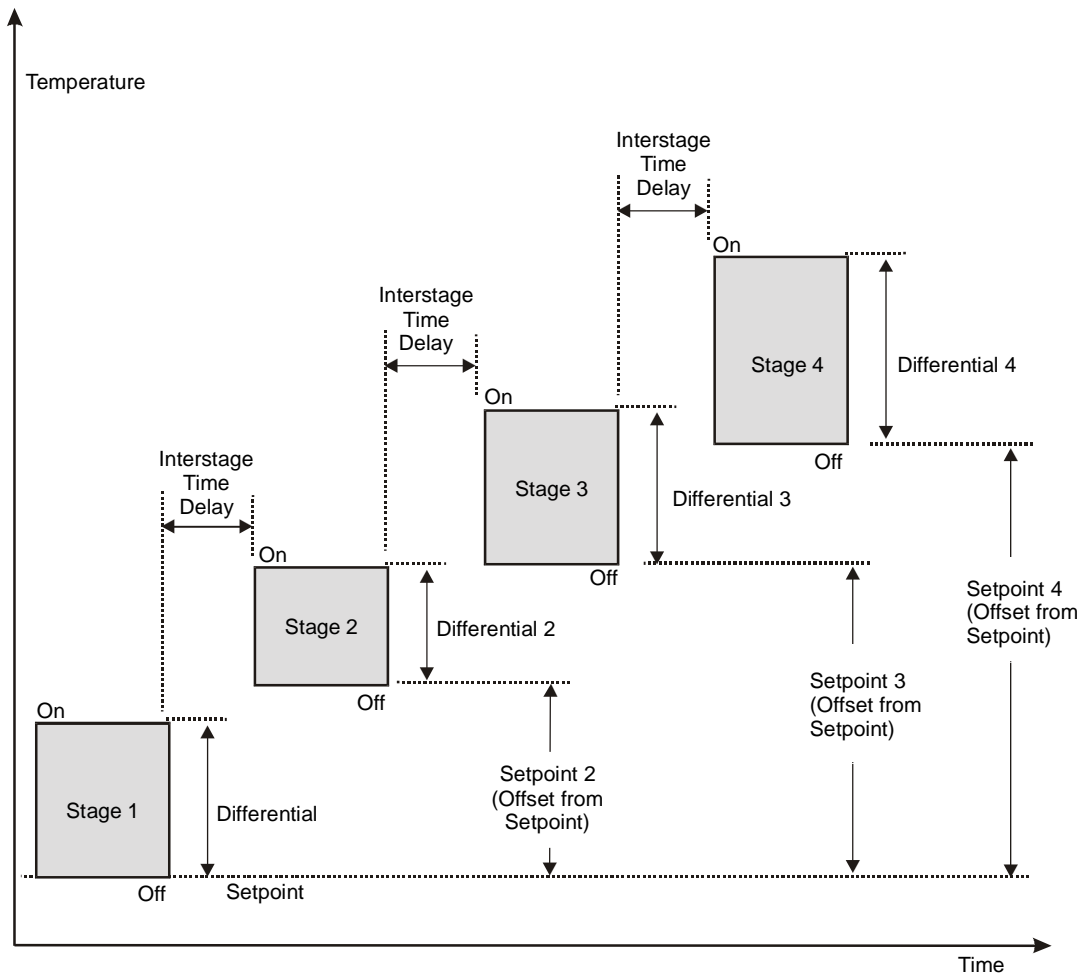 Temperature
Interstage
Time
Delay
On
Stage 4
Differential 4
Off
Interstage
Time
Delay
On
Stage 3
Differential 3
Off
Interstage
Time
Delay
On
Stage 2
Differential 2
Off
Setpoint 4
(Offset from
Setpoint)
Setpoint 3
(Offset from
Setpoint)
On
Stage 1
Differential
Setpoint 2
(Offset from
Setpoint)
Off
Setpoint
Time